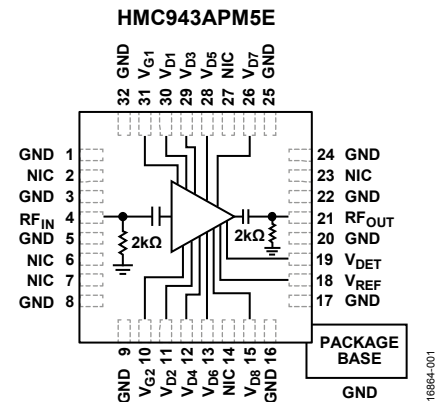 HMC943APM5E
32 GND
31 VG1
30 VD1
29 VD3
28 VD5
27 NIC
26 VD7
25 GND
GND 1
NIC 2
GND 3
RFIN 4
GND 5
NIC 6
NIC 7
GND 8
24 GND
23 NIC
22 GND
21 RFOUT
20 GND
19 VDET
18 VREF
17 GND
2kΩ
2kΩ
GND 9
VG2 10
VD2 11
VD4 12
VD6 13
NIC 14
VD8 15
GND 16
PACKAGE
BASE
GND
16864-001